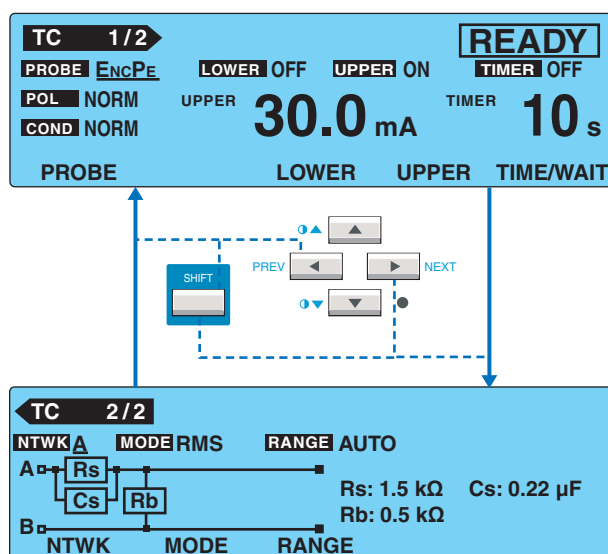 TC 1/2 READY
PROBE ENCPE LOWER OFF UPPER ON TIMER OFF
POL NORM UPPER 30.0 mA TIMER 10 s
COND NORM
PROBE LOWER UPPER TIME/WAIT
PREV NEXT
SHIFT
TC 2/2
NTWK A MODE RMS RANGE AUTO
A Rs
Rs: 1.5 kΩ Cs: 0.22 µF
Cs Rb
Rb: 0.5 kΩ
B
NTWK MODE RANGE